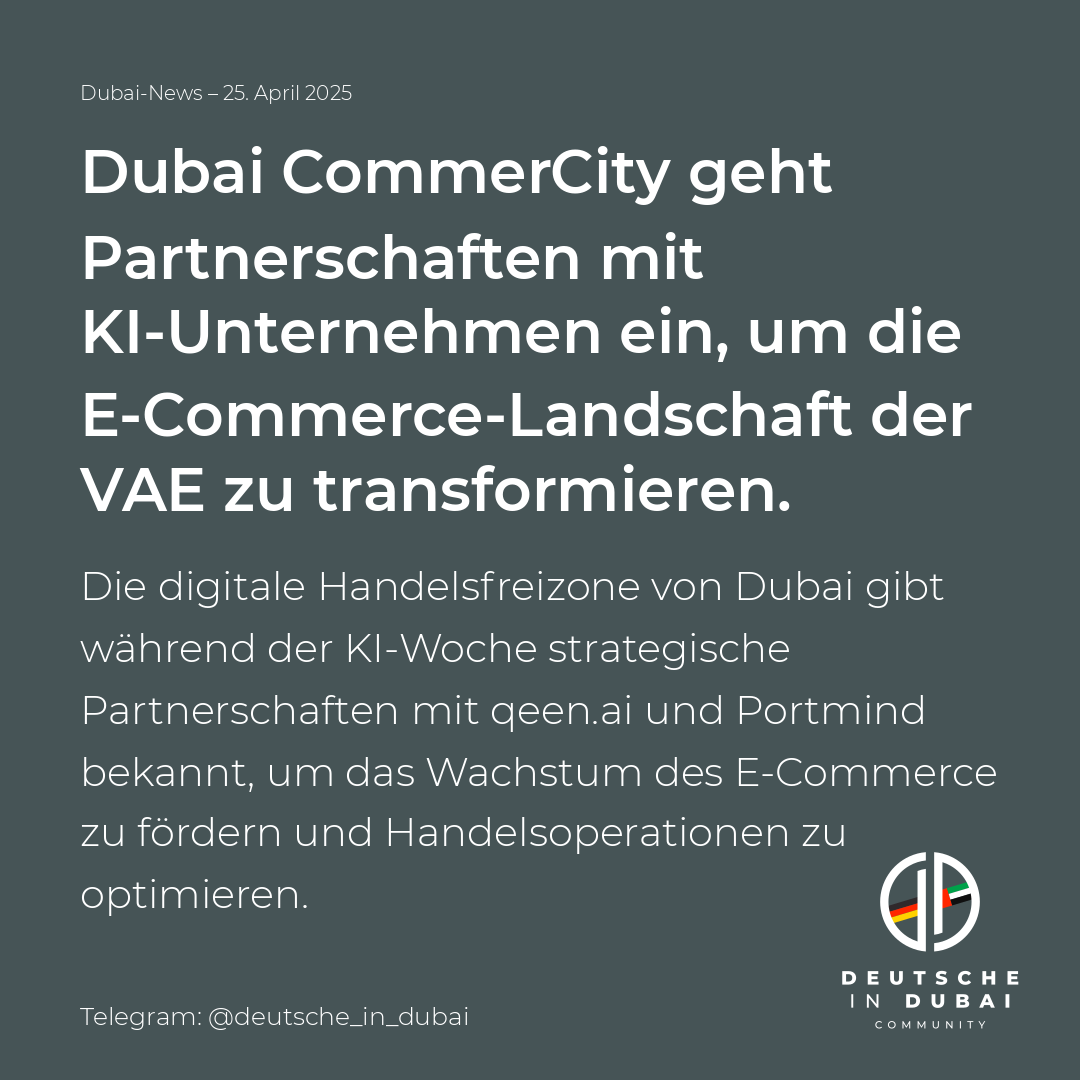 Dubai-News – 25. April 2025
Dubai CommerCity geht
Partnerschaften mit
KI-Unternehmen ein, um die
E-Commerce-Landschaft der
VAE zu transformieren.
Die digitale Handelsfreizone von Dubai gibt
während der KI-Woche strategische
Partnerschaften mit qeen.ai und Portmind
bekannt, um das Wachstum des E-Commerce
zu fördern und Handelsoperationen zu
optimieren.
DEUTSCHE
IN DUBAI
COMMUNITY
Telegram: @deutsche_in_dubai